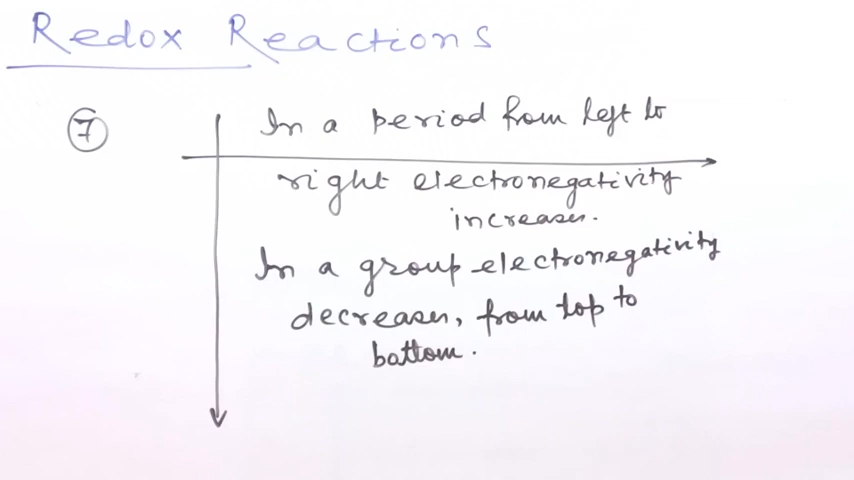 Redox Reactions
7
In a period from left to
right electronegativity
increases.
In a group electronegativity
decreases, from top to
bottom.